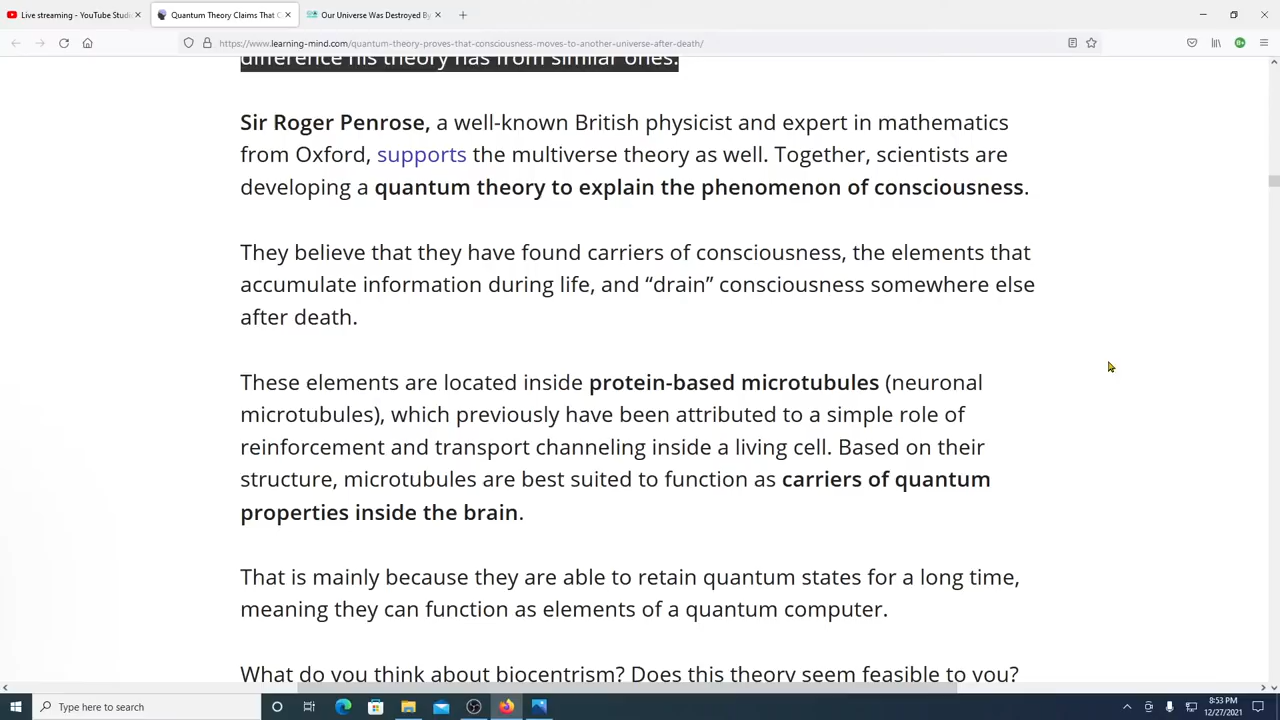 Live streaming - YouTube Studi
Quantum Theory Claims That C
Our Universe Was Destroyed By
https://www.learning-mind.com/quantum-theory-proves-that-consciousness-moves-to-another-universe-after-death/
difference his theory has from similar ones.
Sir Roger Penrose, a well-known British physicist and expert in mathematics
from Oxford, supports the multiverse theory as well. Together, scientists are
developing a quantum theory to explain the phenomenon of consciousness.
They believe that they have found carriers of consciousness, the elements that
accumulate information during life, and “drain” consciousness somewhere else
after death.
These elements are located inside protein-based microtubules (neuronal
microtubules), which previously have been attributed to a simple role of
reinforcement and transport channeling inside a living cell. Based on their
structure, microtubules are best suited to function as carriers of quantum
properties inside the brain.
That is mainly because they are able to retain quantum states for a long time,
meaning they can function as elements of a quantum computer.
What do you think about biocentrism? Does this theory seem feasible to you?
Type here to search
8:53 PM
12/27/2021